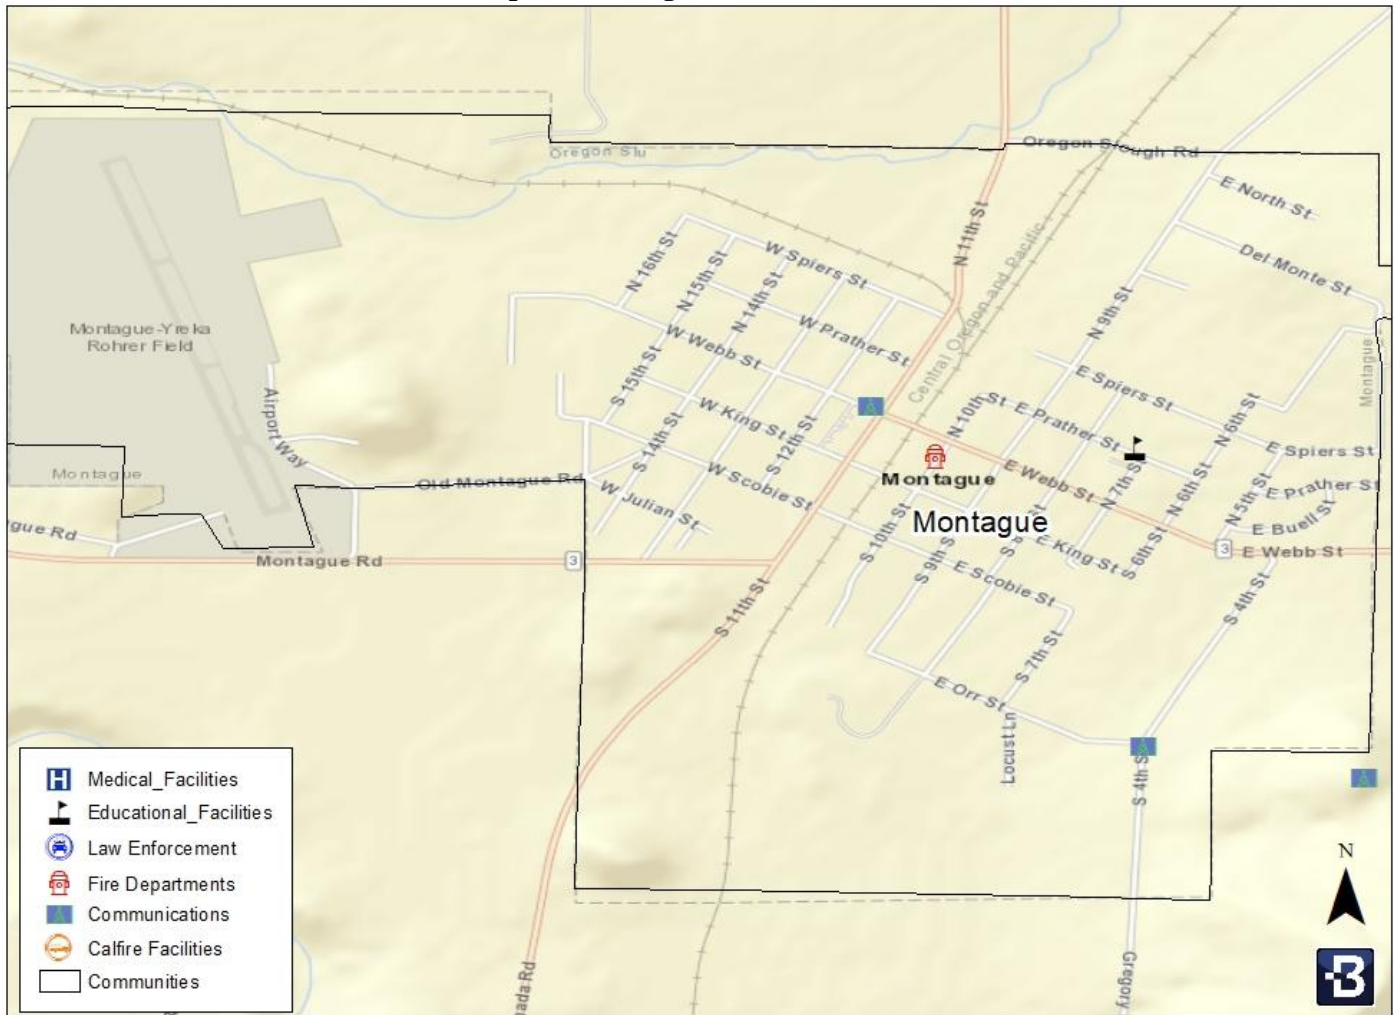 Oregon Slu
Oregon Slough Rd
E North St
Del Monte St
N 11th St
Central Oregon and Pacific
N 9th St
W Spiers St
N 16th St
N 15th St
N 14th St
W Prather St
W Webb St
Montague-Yreka
Rohrer Field
Airport Way
Montague
Montague
S 15th St
W King St
S 14th St
S 12th St
W Scobie St
W Julian St
Old Montague Rd
N 10th St
E Prather St
E Spiers St
N 6th St
E Spiers St
E Prather St
E Buell St
N 5th St
N 6th St
N 7th St
E Webb St
E Webb St
3
Montague
Montague
gue Rd
Montague Rd
3
S 10th St
S 9th St
E King St
S 6th St
E Scobie St
S 4th St
S 11th St
S 7th St
E Orr St
Locust Ln
S 4th S
Gregory
nada Rd
Medical_Facilities
Educational_Facilities
Law Enforcement
Fire Departments
Communications
Calfire Facilities
Communities
N
B